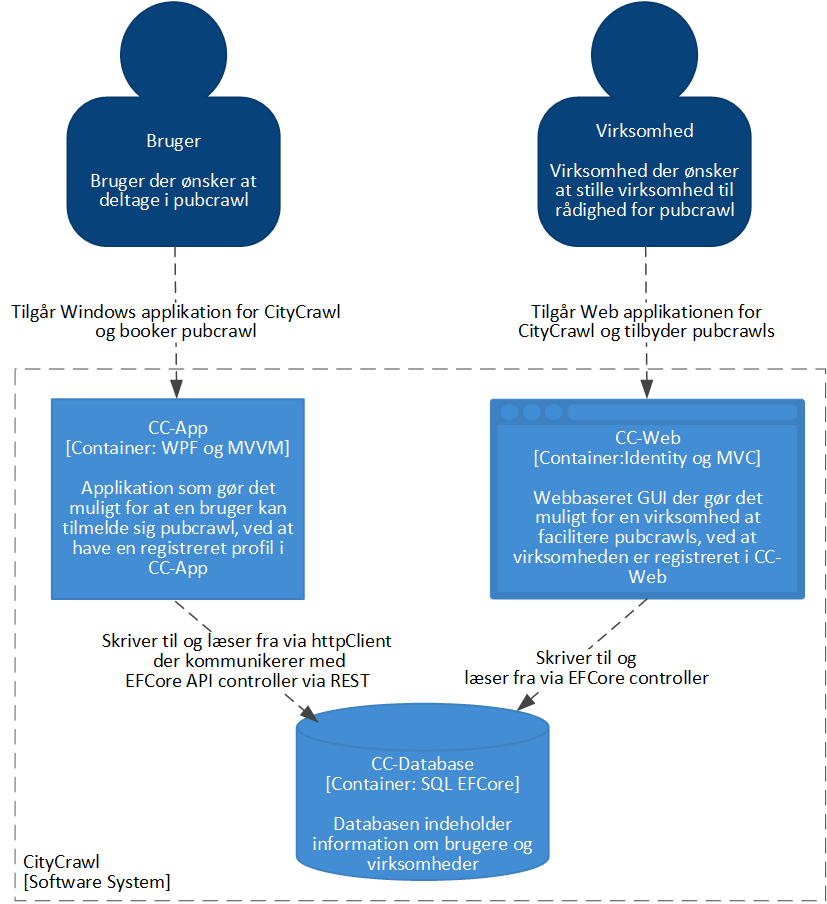 Bruger
Bruger der ønsker at
deltage i pubcrawl
Virksomhed
Virksomhed der ønsker
at stille virksomhed til
rådighed for pubcrawl
Tilgår Windows applikation for CityCrawl
og booker pubcrawl
Tilgår Web applikationen for
CityCrawl og tilbyder pubcrawls
CC-App
[Container: WPF og MVVM]
Applikation som gør det
muligt for at en bruger kan
tilmelde sig pubcrawl, ved at
have en registreret profil i
CC-App
CC-Web
[Container:Identity og MVC]
Webbaseret GUI der gør det
muligt for en virksomhed at
facilitere pubcrawls, ved at
virksomheden er registreret i CC-
Web
Skriver til og læser fra via httpClient
der kommunikerer med
EFCore API controller via REST
Skriver til og
læser fra via EFCore controller
CC-Database
[Container: SQL EFCore]
Databasen indeholder
information om brugere og
virksomheder
CityCrawl
[Software System]